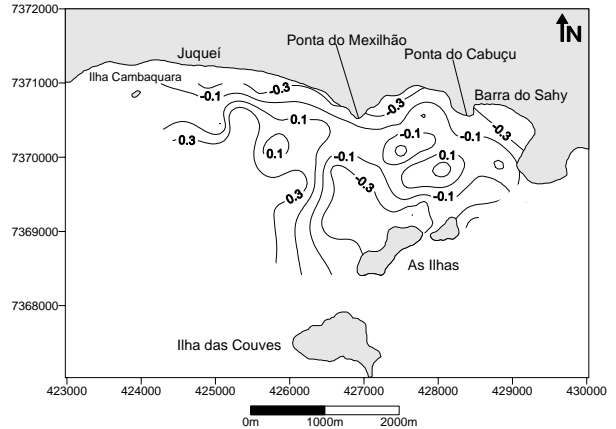 7372000
N
Ponta do Mexilhão
Juqueí
Ponta do Cabuçu
7371000
Ilha Cambaquara
-0.3
Barra do Sahy
-0.1
-0.3
0.1
-0.1
-0.1
-0.3
0.3
7370000
0.1
-0.1
0.1
-0.3
0.3
-0.1
7369000
As Ilhas
7368000
Ilha das Couves
423000 424000 425000 426000 427000 428000 429000 430000
0m 1000m 2000m